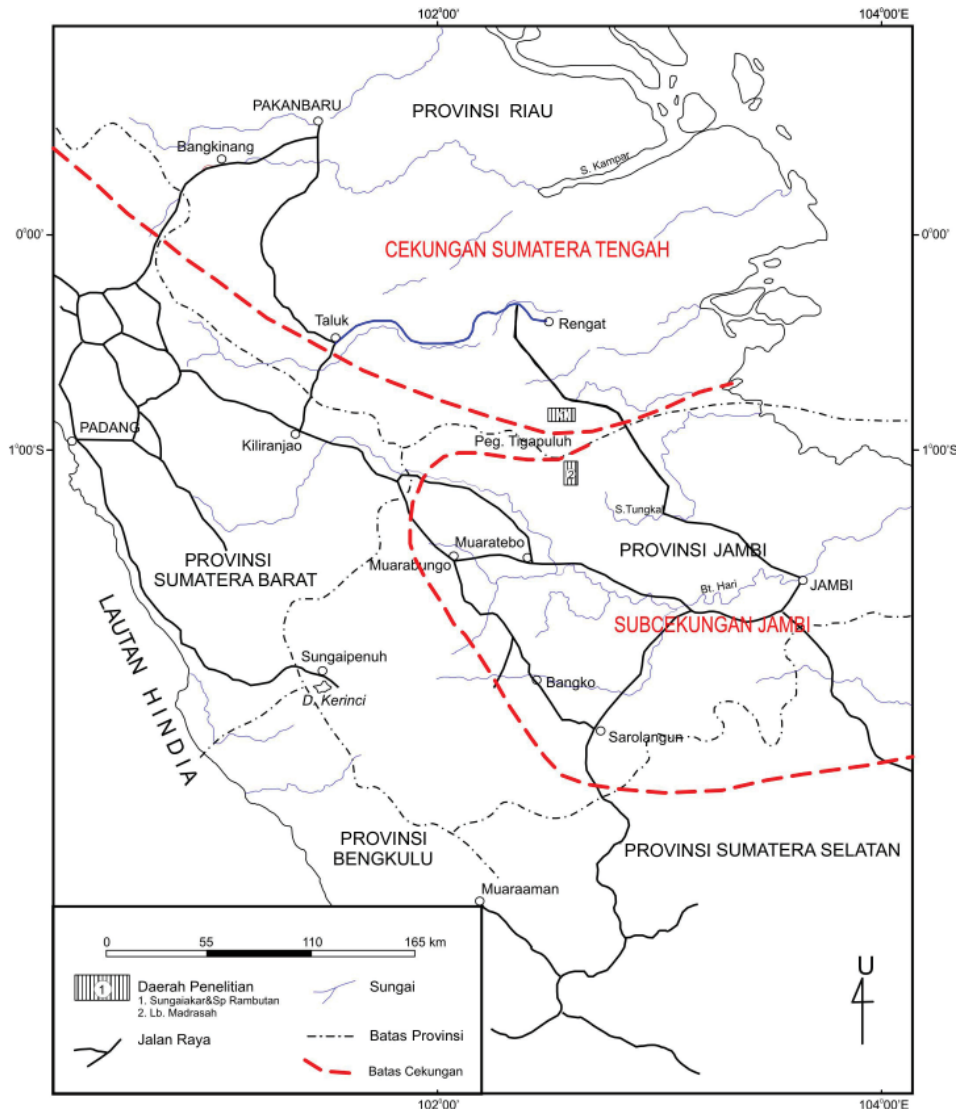 102°00'
104°00'E
PAKANBARU
PROVINSI RIAU
Bangkinang
S. Kampar
0°00'
0°00'
CEKUNGAN SUMATERA TENGAH
Taluk
Rengat
PADANG
Kiliranjao
Peg. Tigapuluh
1°00'S
1°00'S
2
S.Tungkal
PROVINSI
SUMATERA BARAT
Muaratebo
Muarabungo
PROVINSI JAMBI
JAMBI
Bt. Hari
SUBCEKUNGAN JAMBI
LAUTAN HINDIA
Sungaipenuh
D. Kerinci
Bangko
Sarolangun
PROVINSI
BENGKULU
PROVINSI SUMATERA SELATAN
Muaraaman
0
55
110
165 km
1
Daerah Penelitian
1. Sungaiakar&Sp Rambutan
2. Lb. Madrasah
Jalan Raya
Sungai
Batas Provinsi
Batas Cekungan
U
102°00'
104°00'E